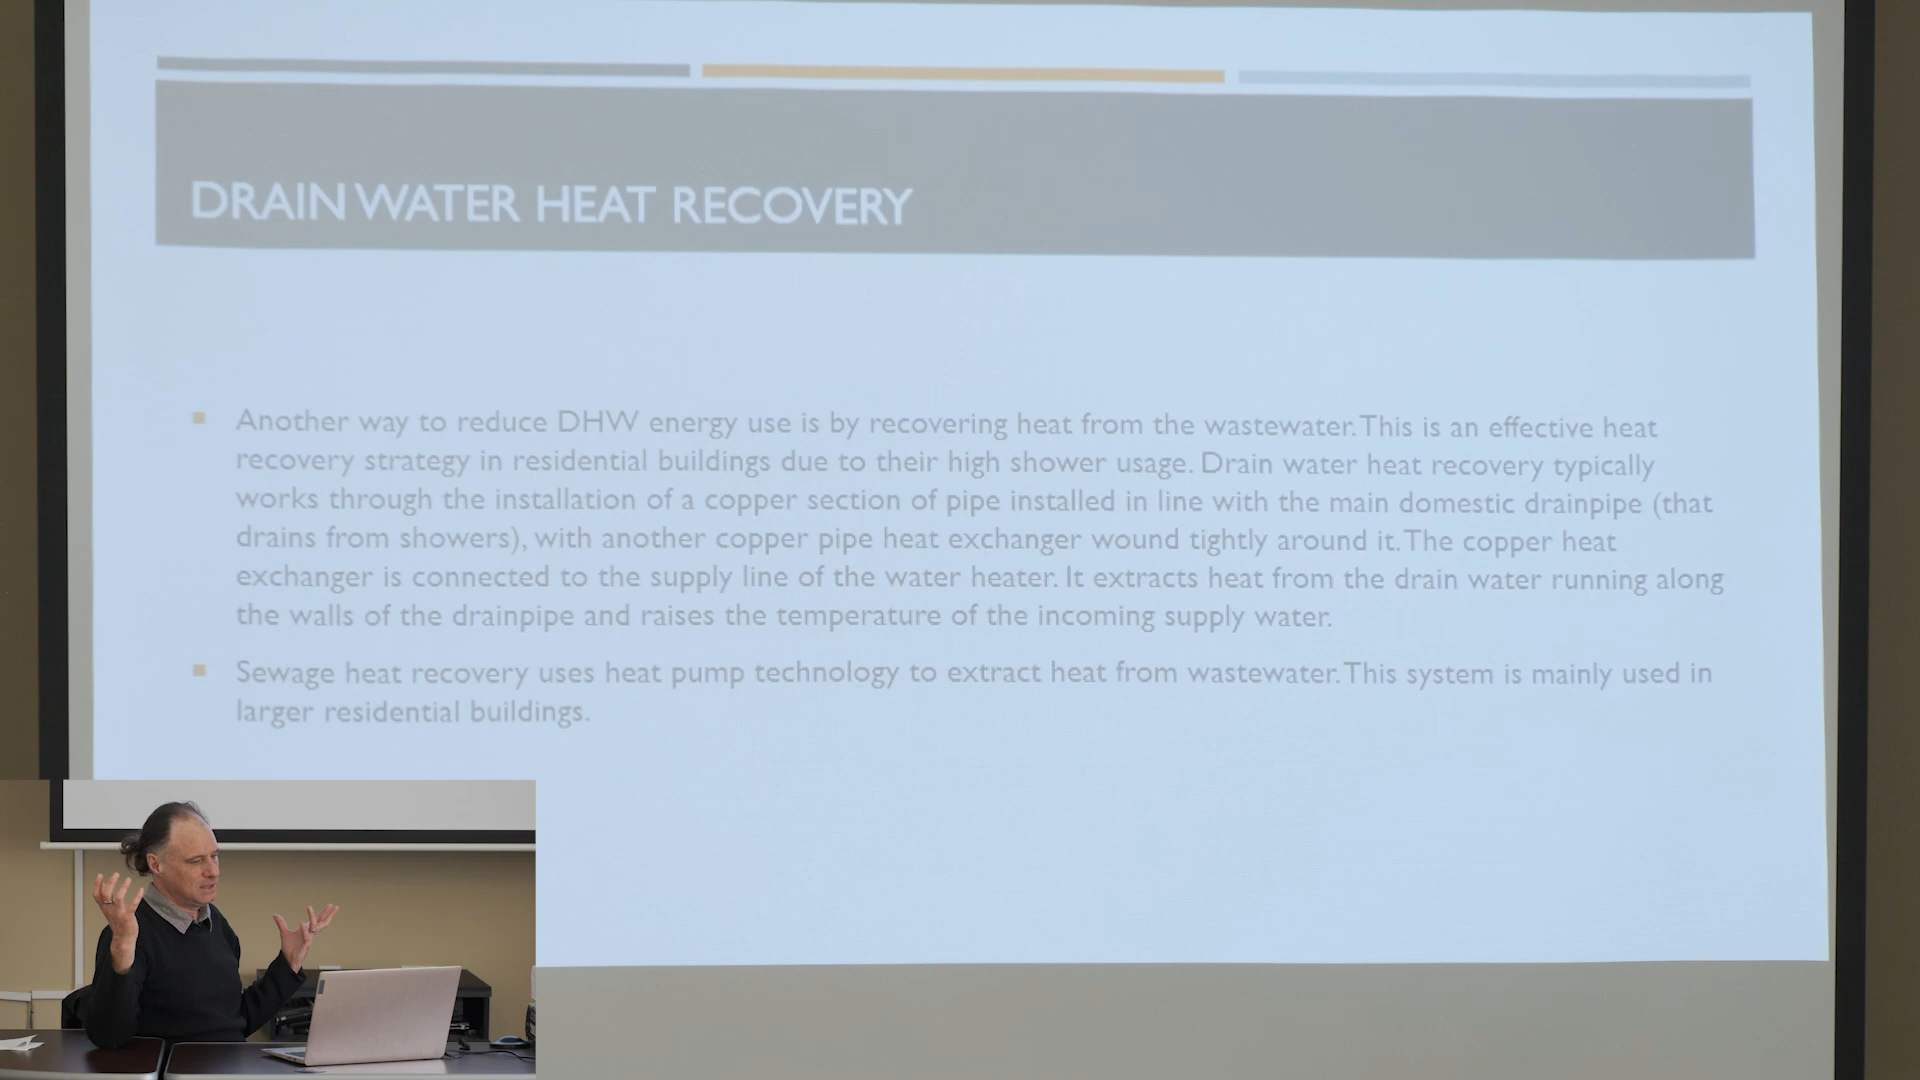 DRAIN WATER HEAT RECOVERY
Another way to reduce DHW energy use is by recovering heat from the wastewater. This is an effective heat
recovery strategy in residential buildings due to their high shower usage. Drain water heat recovery typically
works through the installation of a copper section of pipe installed in line with the main domestic drainpipe (that
drains from showers), with another copper pipe heat exchanger wound tightly around it. The copper heat
exchanger is connected to the supply line of the water heater. It extracts heat from the drain water running along
the walls of the drainpipe and raises the temperature of the incoming supply water.
Sewage heat recovery uses heat pump technology to extract heat from wastewater. This system is mainly used in
larger residential buildings.